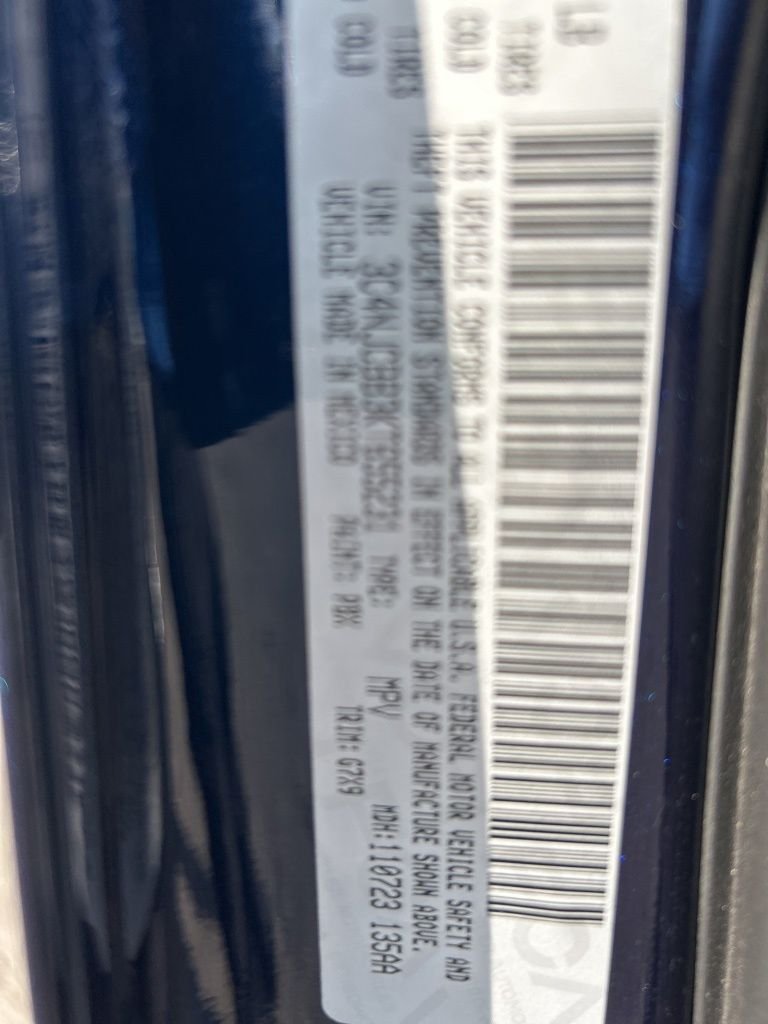 TIRES COLD
TIRES COLD
THIS VEHICLE CONFORMS TO ALL APPLICABLE U.S.A. FEDERAL MOTOR VEHICLE SAFETY AND
THEFT PREVENTION STANDARDS IN EFFECT ON THE DATE OF MANUFACTURE SHOWN ABOVE.
VIN: 3C4NJCBB3KT655231 TYPE: MPV MDH:110723 135AA
VEHICLE MADE IN MEXICO PAINT: PBX TRIM: G7X9